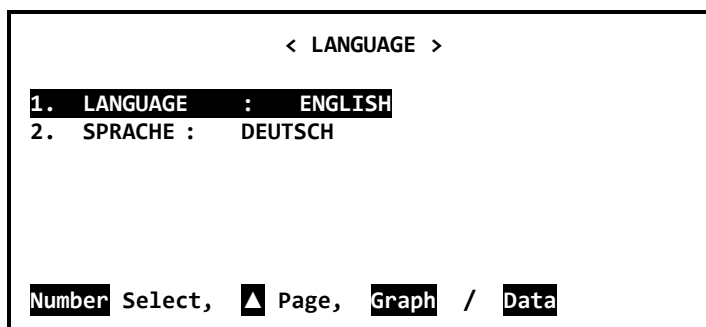 < LANGUAGE >
1. LANGUAGE : ENGLISH
2. SPRACHE : DEUTSCH
Number Select, ▲ Page, Graph / Data